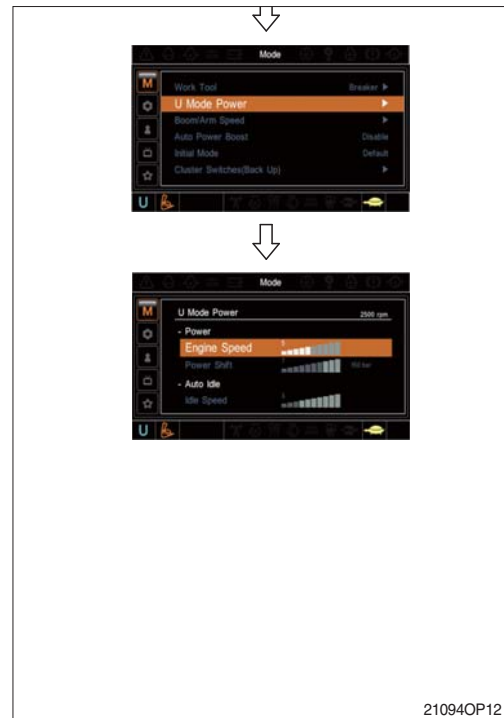 Mode
M
Work Tool Breaker
U Mode Power
Boom/Arm Speed
Auto Power Boost Disable
Initial Mode Default
Cluster Switches(Back Up)
U
Mode
M
U Mode Power 2500 rpm
- Power
Engine Speed
Power Shift
- Auto Idle
Idle Speed
U
21094OP12